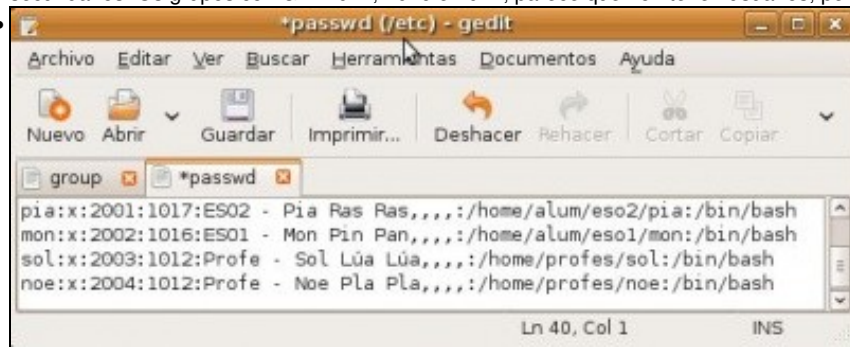 *passwd (/etc) - gedit
Archivo Editar Ver Buscar Herramientas Documentos Ayuda
Nuevo Abrir Guardar Imprimir... Deshacer Rehacer Cortar Copiar
group *passwd
pia:x:2001:1017:ESO2 - Pia Ras Ras,,,,:/home/alum/eso2/pia:/bin/bash
mon:x:2002:1016:ESO1 - Mon Pin Pan,,,,:/home/alum/eso1/mon:/bin/bash
sol:x:2003:1012:Profe - Sol Lúa Lúa,,,,:/home/profes/sol:/bin/bash
noe:x:2004:1012:Profe - Noe Pla Pla,,,,:/home/profes/noe:/bin/bash
Ln 40, Col 1 INS